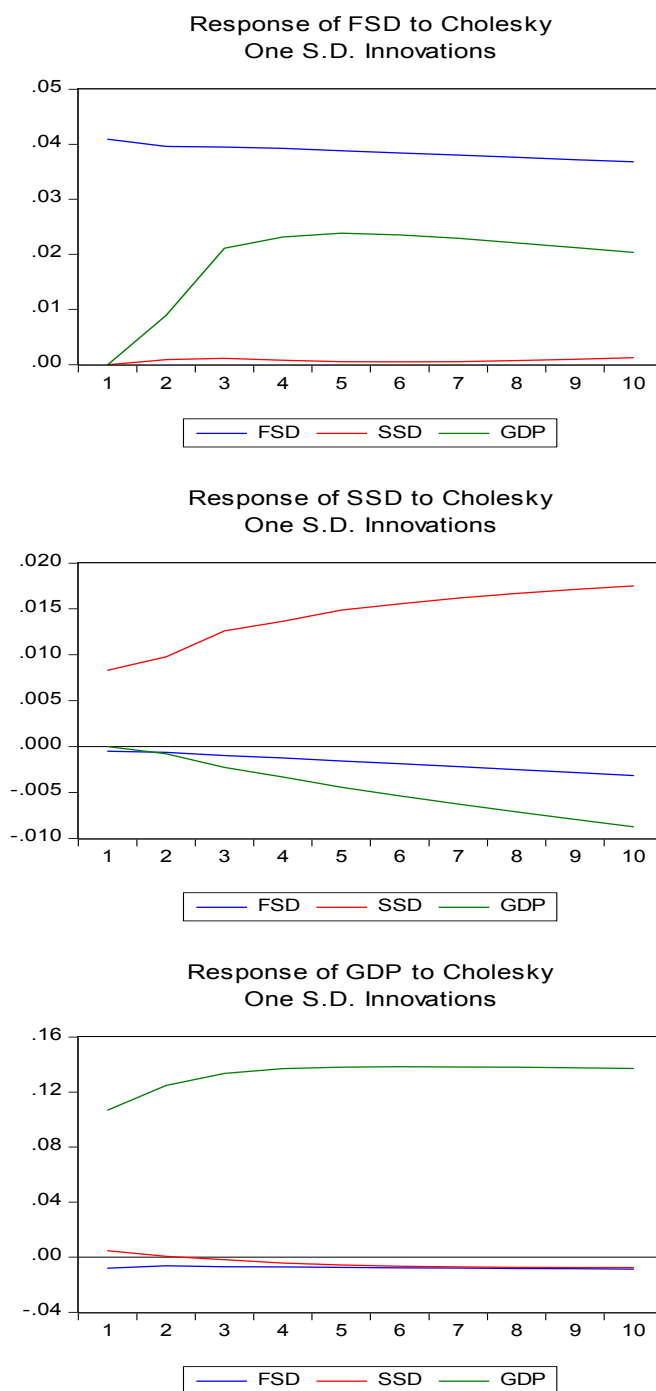 Response of FSD to Cholesky
One S.D. Innovations
.05
.04
.03
.02
.01
.00
1 2 3 4 5 6 7 8 9 10
FSD SSD GDP
Response of SSD to Cholesky
One S.D. Innovations
.020
.015
.010
.005
.000
-.005
-.010
1 2 3 4 5 6 7 8 9 10
FSD SSD GDP
Response of GDP to Cholesky
One S.D. Innovations
.16
.12
.08
.04
.00
-.04
1 2 3 4 5 6 7 8 9 10
FSD SSD GDP